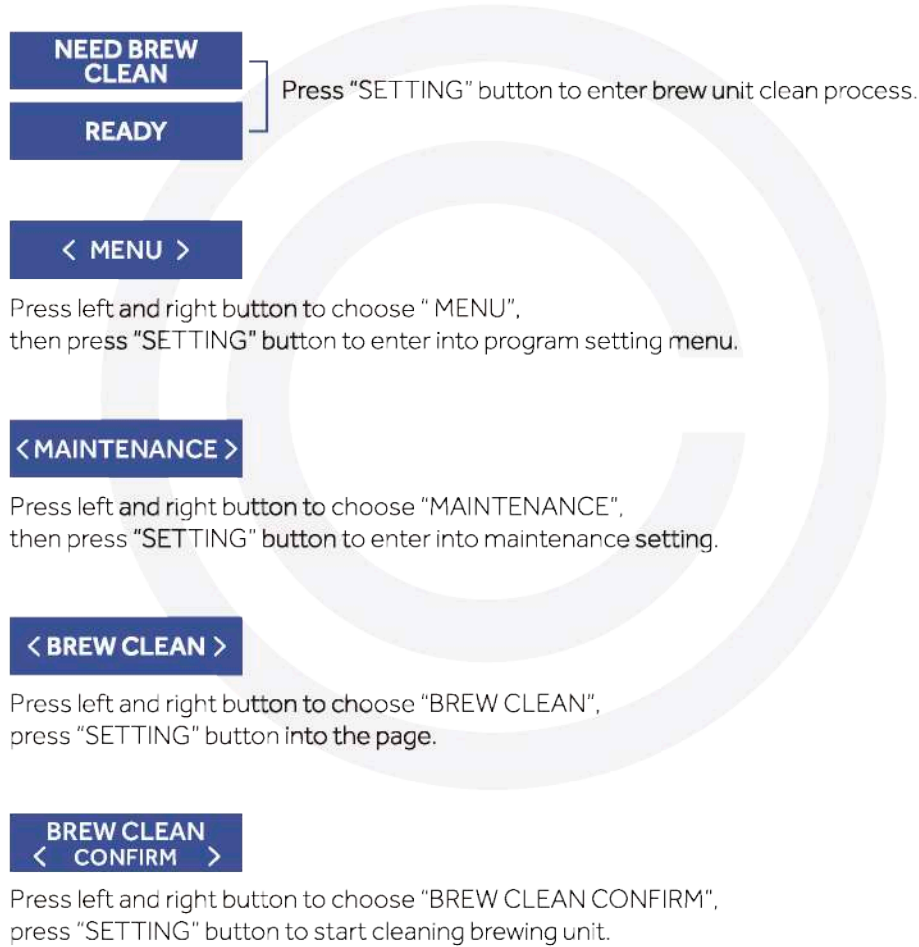 NEED BREW
CLEAN
Press "SETTING" button to enter brew unit clean process.
READY
< MENU >
Press left and right button to choose " MENU",
then press "SETTING" button to enter into program setting menu.
<MAINTENANCE>
Press left and right button to choose "MAINTENANCE",
then press "SETTING" button to enter into maintenance setting.
< BREW CLEAN >
Press left and right button to choose "BREW CLEAN",
press "SETTING" button into the page.
BREW CLEAN
< CONFIRM >
Press left and right button to choose "BREW CLEAN CONFIRM",
press "SETTING" button to start cleaning brewing unit.